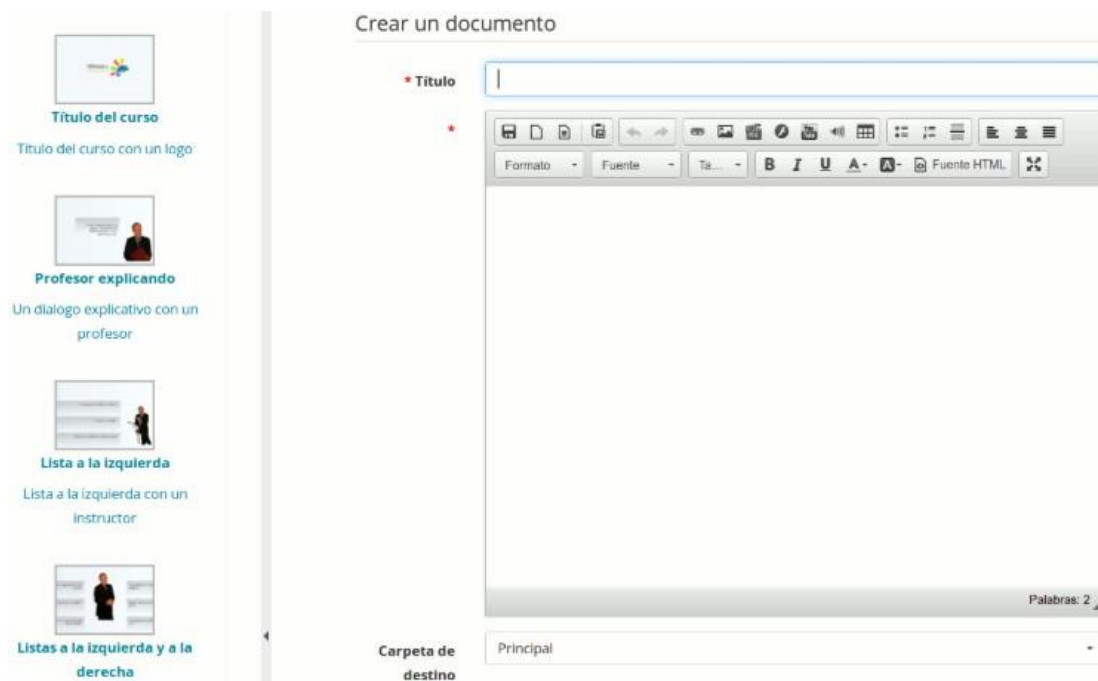 Título del curso
Título del curso con un logo
Profesor explicando
Un dialogo explicativo con un
profesor
Lista a la izquierda
Lista a la izquierda con un
instructor
Listas a la izquierda y a la
derecha
Crear un documento
* Título
*
Formato
Fuente
Ta...
B I U A A Fuente HTML
Palabras: 2
Carpeta de
destino
Principal